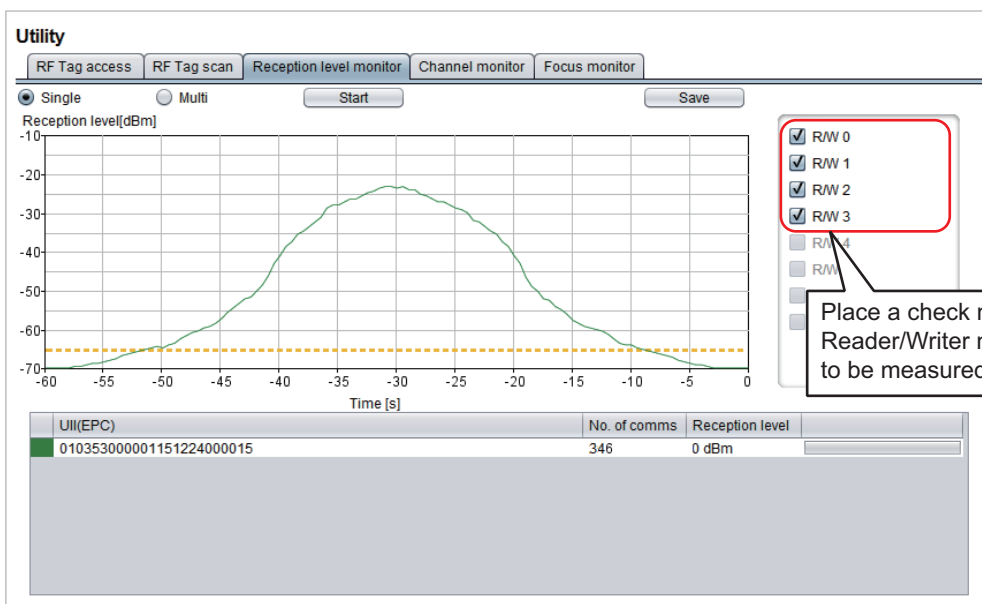 Utility
RF Tag access RF Tag scan Reception level monitor Channel monitor Focus monitor
Single Multi Start Save
Reception level[dBm]
-10
-20
-30
-40
-50
-60
-70
-60 -55 -50 -45 -40 -35 -30 -25 -20 -15 -10 -5 0
Time [s]
R/W 0
R/W 1
R/W 2
R/W 3
R/W 4
R/W
Place a check
Reader/Writer
to be measured
UII(EPC) No. of comms Reception level
010353000001151224000015 346 0 dBm